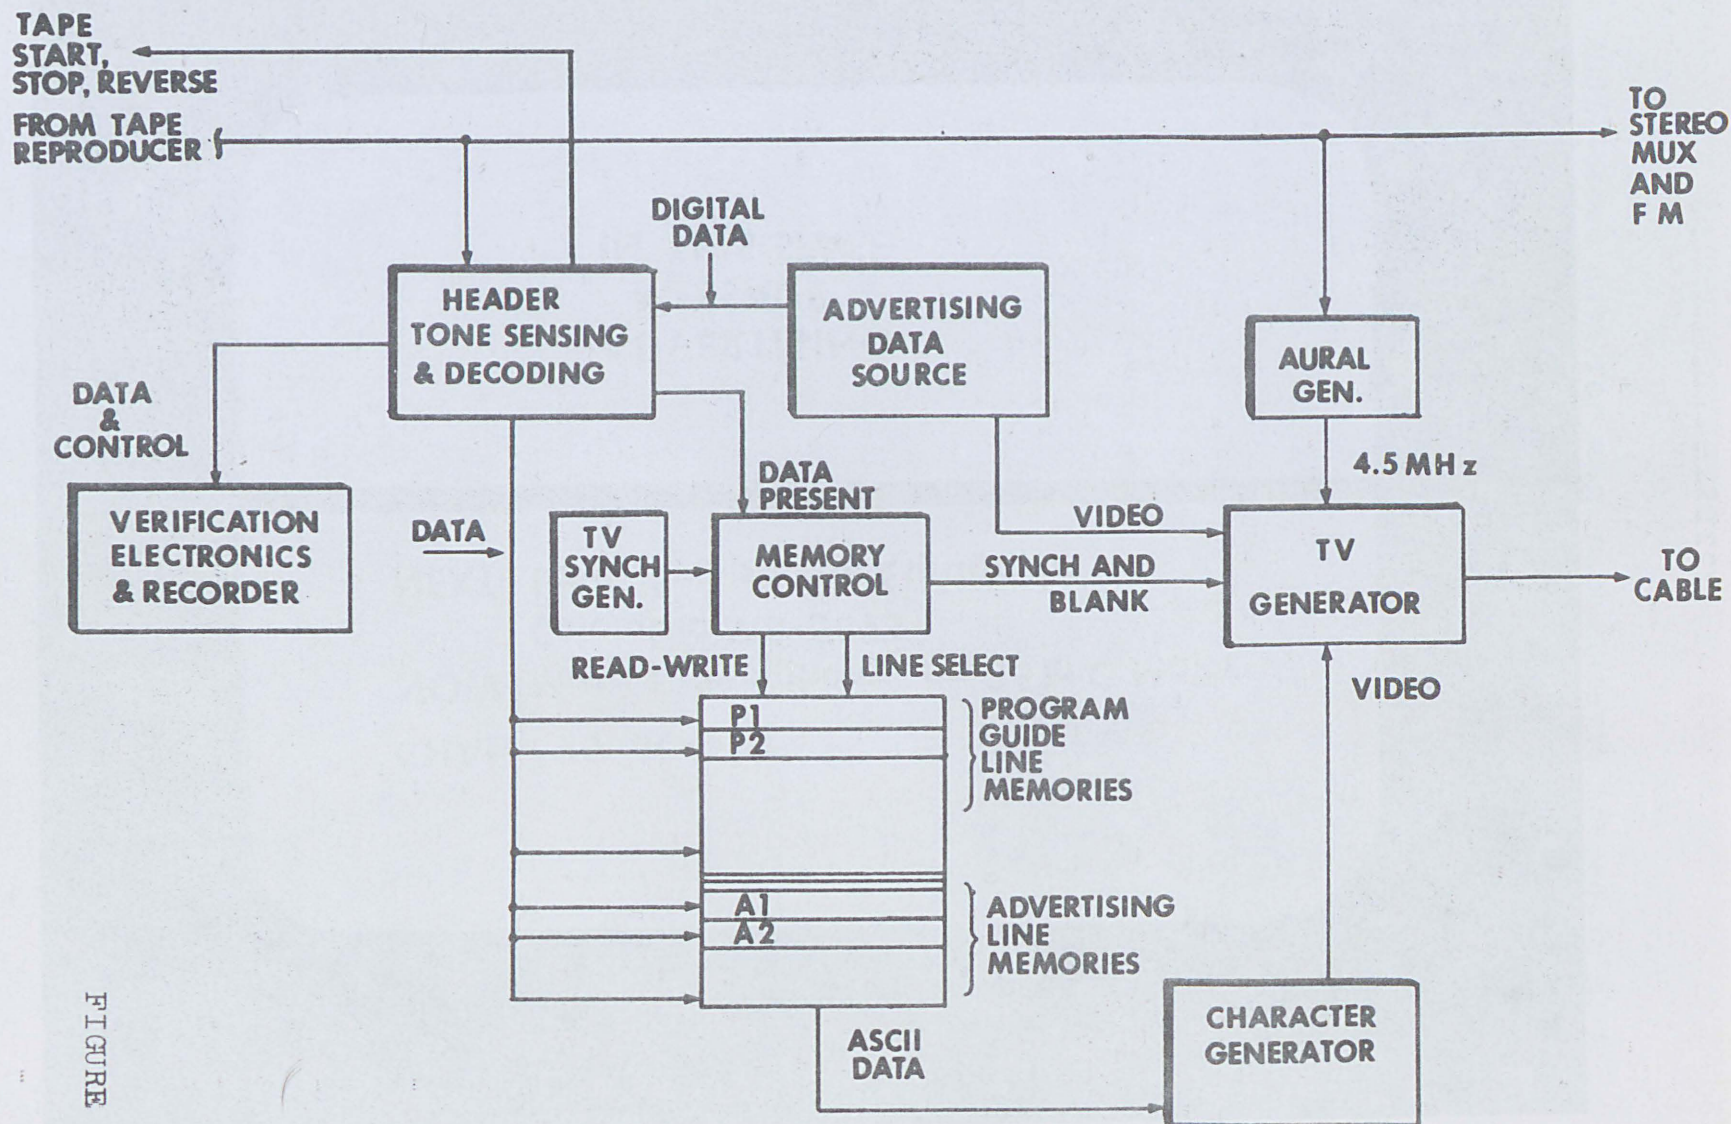 TAPE
START,
STOP, REVERSE
FROM TAPE
REPRODUCER
TO
STEREO
MUX
AND
F M
DIGITAL
DATA
HEADER
TONE SENSING
& DECODING
ADVERTISING
DATA
SOURCE
AURAL
GEN.
DATA
&
CONTROL
4.5 MHz
DATA
PRESENT
VERIFICATION
ELECTRONICS
& RECORDER
DATA
TV
SYNCH
GEN.
MEMORY
CONTROL
VIDEO
SYNCH AND
BLANK
TV
GENERATOR
TO
CABLE
READ-WRITE
LINE SELECT
VIDEO
P1
P2
PROGRAM
GUIDE
LINE
MEMORIES
A1
A2
ADVERTISING
LINE
MEMORIES
ASCII
DATA
CHARACTER
GENERATOR
FIGURE